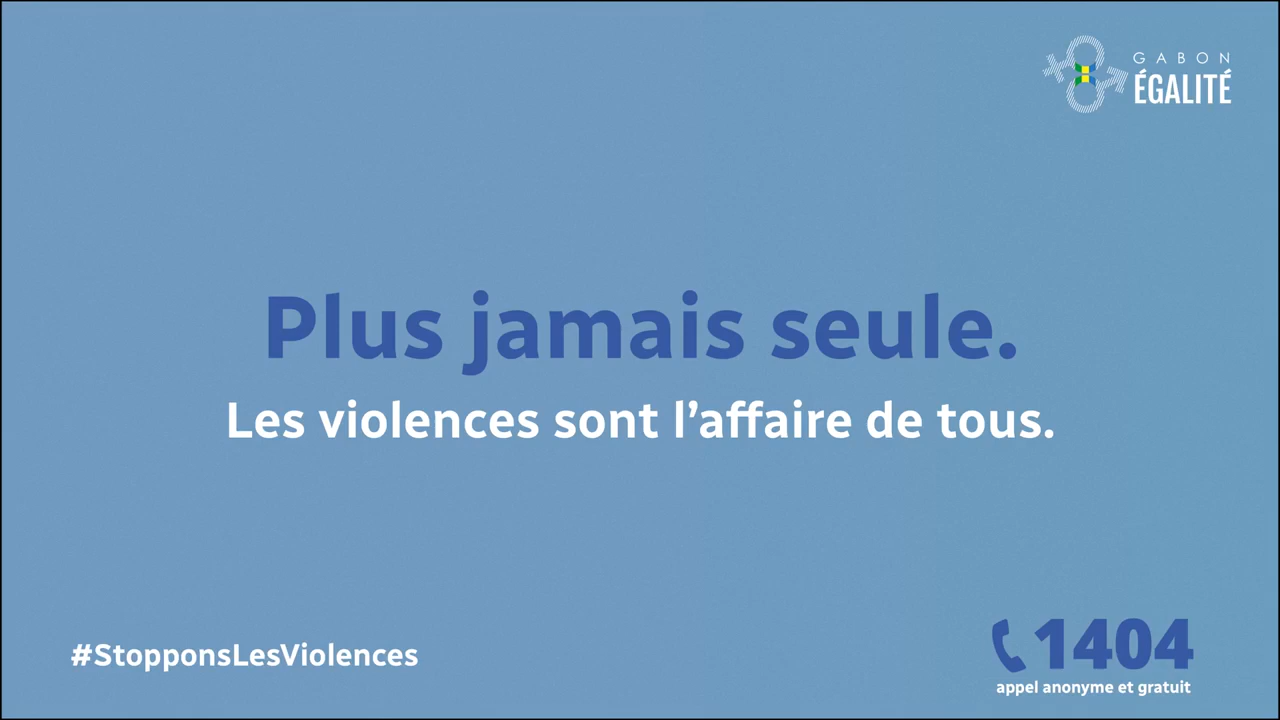 GABON
ÉGALITÉ
Plus jamais seule.
Les violences sont l’affaire de tous.
#StopponsLesViolences
1404
appel anonyme et gratuit